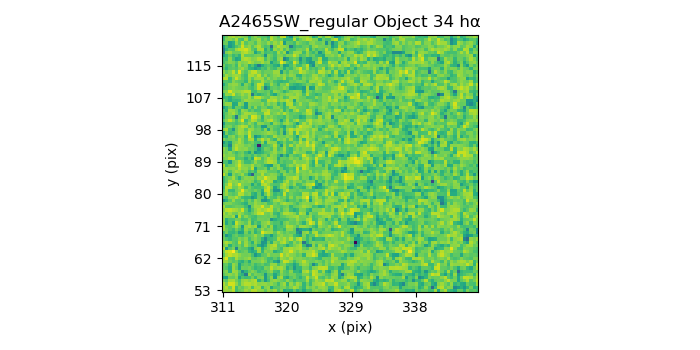 A2465SW_regular Object 34 hα
115
107
98
89
80
71
62
53
y (pix)
311 320 329 338
x (pix)